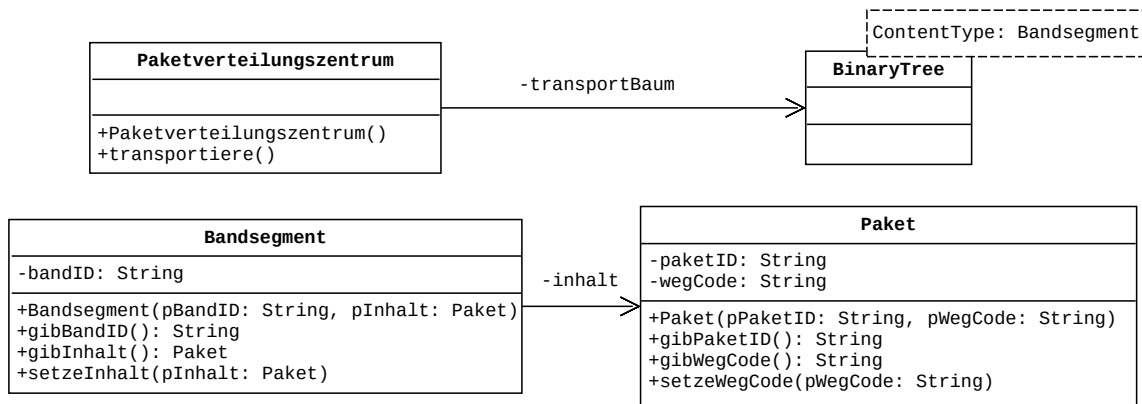 ContentType: Bandsegment
Paketverteilungszentrum
BinaryTree
-transportBaum
+Paketverteilungszentrum()
+transportiere()
Bandsegment
-bandID: String
+Bandsegment(pBandID: String, pInhalt: Paket)
+gibBandID(): String
+gibInhalt(): Paket
+setzeInhalt(pInhalt: Paket)
-inhalt
Paket
-paketID: String
-wegCode: String
+Paket(pPaketID: String, pWegCode: String)
+gibPaketID(): String
+gibWegCode(): String
+setzeWegCode(pWegCode: String)